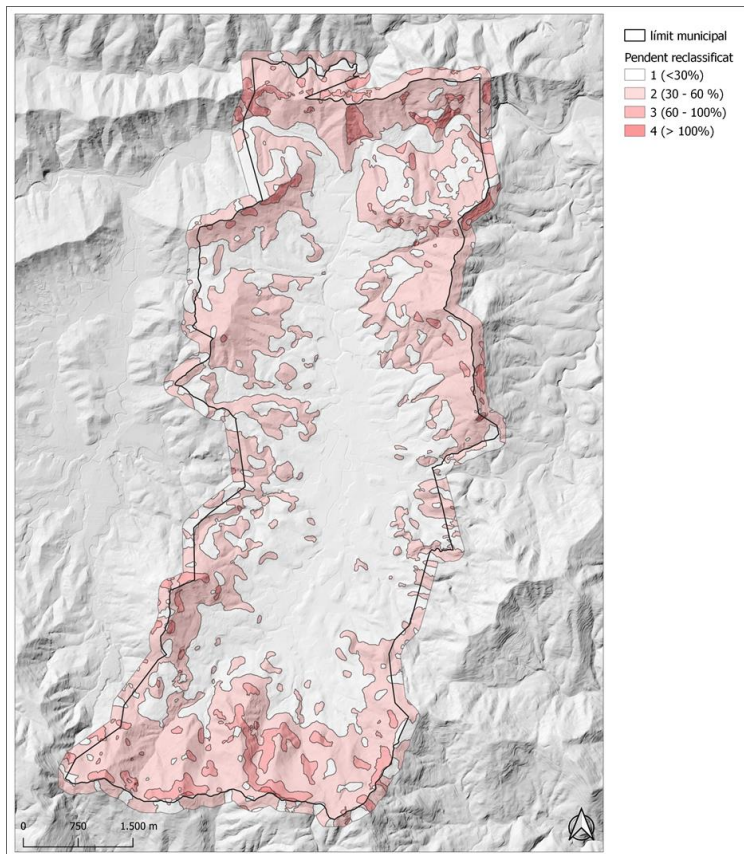 límit municipal
Pendent reclassificat
1 (<30%)
2 (30 - 60 %)
3 (60 - 100%)
4 (> 100%)
0 750 1.500 m